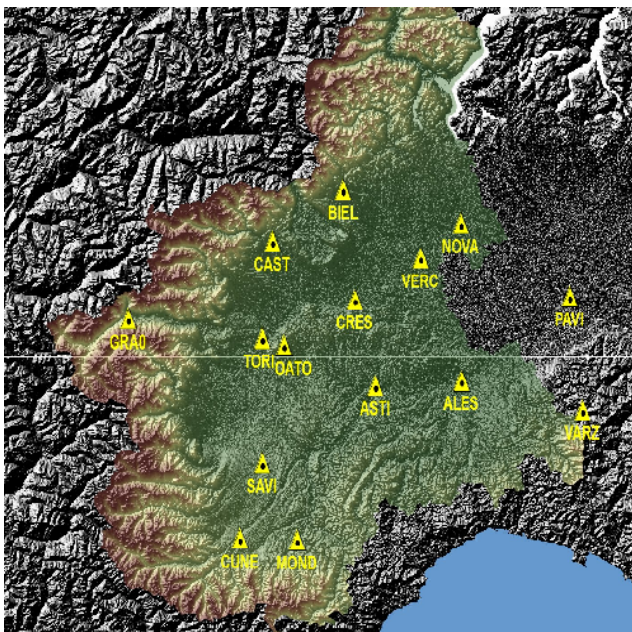 BIEL
NOVA
CAST
VERC
CRES
PAVI
GRA0
TORI
OATO
ASTI
ALES
VARZ
SAVI
CUNE
MOND